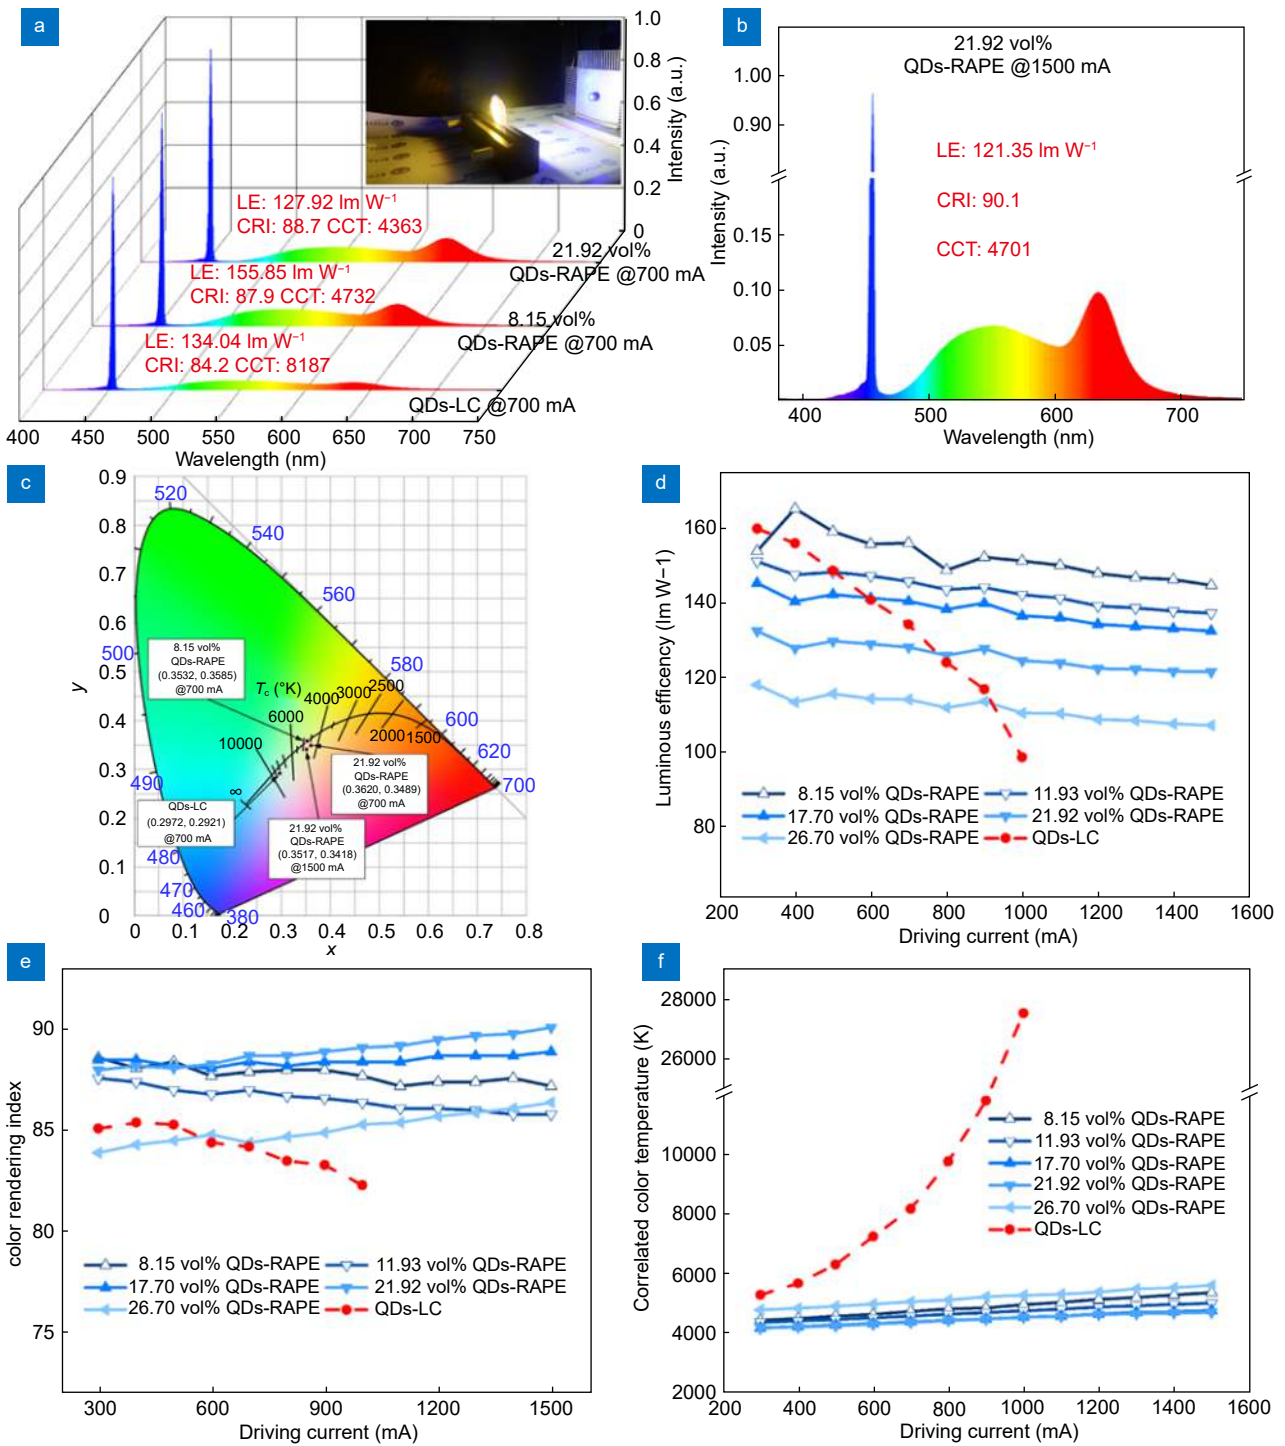 a
1.0
0.8
0.6
0.4
0.2
0
Intensity (a.u.)
LE: 127.92 lm W⁻¹
CRI: 88.7 CCT: 4363
21.92 vol%
QDs-RAPE @700 mA
LE: 155.85 lm W⁻¹
CRI: 87.9 CCT: 4732
8.15 vol%
QDs-RAPE @700 mA
LE: 134.04 lm W⁻¹
CRI: 84.2 CCT: 8187
QDs-LC @700 mA
400 450 500 550 600 650 700 750
Wavelength (nm)
b
21.92 vol%
QDs-RAPE @1500 mA
1.00
0.90
0.15
0.10
0.05
Intensity (a.u.)
LE: 121.35 lm W⁻¹
CRI: 90.1
CCT: 4701
400 500 600 700
Wavelength (nm)
c
0.9
0.8
0.7
0.6
0.5
0.4
0.3
0.2
0.1
0
y
520
540
560
580
600
620
700
500
490
480
470
460
380
8.15 vol%
QDs-RAPE
(0.3532, 0.3585)
@700 mA
Tc (°K)
2500
3000
4000
6000
10000
2000
1500
∞
21.92 vol%
QDs-RAPE
(0.3620, 0.3489)
@700 mA
QDs-LC
(0.2972, 0.2921)
@700 mA
21.92 vol%
QDs-RAPE
(0.3517, 0.3418)
@1500 mA
0 0.1 0.2 0.3 0.4 0.5 0.6 0.7 0.8
x
d
160
140
120
100
80
Luminous efficency (lm W−1)
8.15 vol% QDs-RAPE 11.93 vol% QDs-RAPE
17.70 vol% QDs-RAPE 21.92 vol% QDs-RAPE
26.70 vol% QDs-RAPE QDs-LC
200 400 600 800 1000 1200 1400 1600
Driving current (mA)
e
90
85
80
75
color rendering index
8.15 vol% QDs-RAPE 11.93 vol% QDs-RAPE
17.70 vol% QDs-RAPE 21.92 vol% QDs-RAPE
26.70 vol% QDs-RAPE QDs-LC
300 600 900 1200 1500
Driving current (mA)
f
28000
26000
10000
8000
6000
4000
2000
Correlated color temperature (K)
8.15 vol% QDs-RAPE
11.93 vol% QDs-RAPE
17.70 vol% QDs-RAPE
21.92 vol% QDs-RAPE
26.70 vol% QDs-RAPE
QDs-LC
200 400 600 800 1000 1200 1400 1600
Driving current (mA)